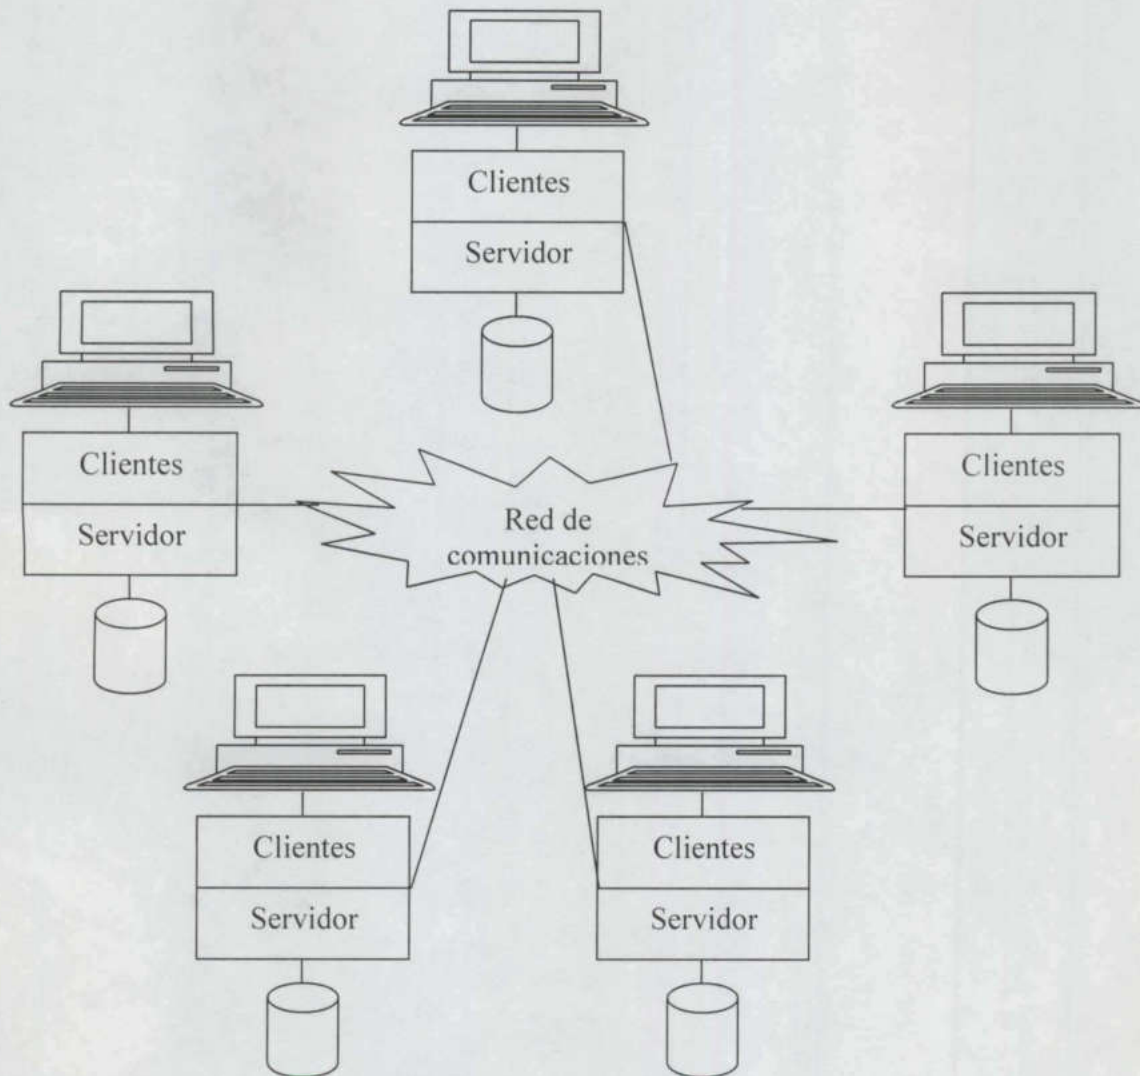 Clientes
Servidor
Clientes
Servidor
Red de
comunicaciones
Clientes
Servidor
Clientes
Servidor
Clientes
Servidor